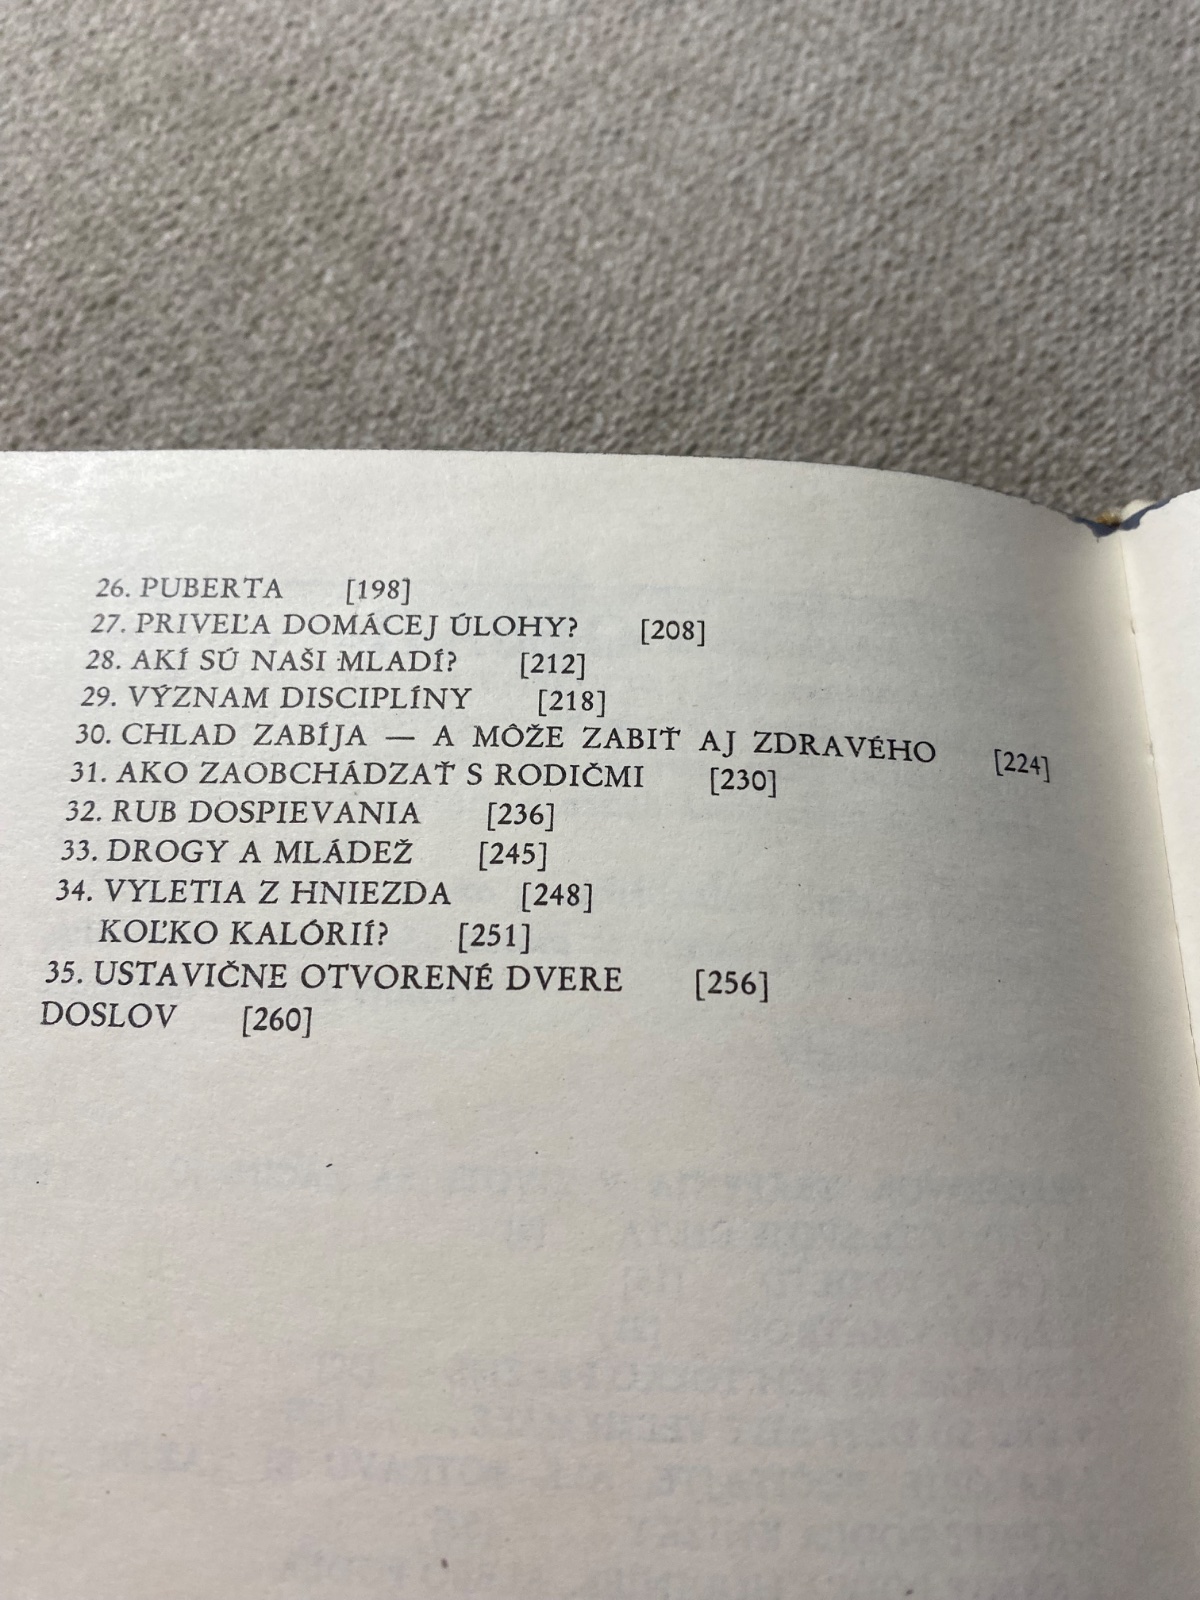 26. PUBERTA [198]
27. PRIVEĽA DOMÁCEJ ÚLOHY? [208]
28. AKÍ SÚ NAŠI MLADÍ? [212]
29. VÝZNAM DISCIPLÍNY [218]
30. CHLAD ZABÍJA — A MÔŽE ZABIŤ AJ ZDRAVÉHO [224]
31. AKO ZAOBCHÁDZAŤ S RODIČMI [230]
32. RUB DOSPIEVANIA [236]
33. DROGY A MLÁDEŽ [245]
34. VYLETIA Z HNIEZDA [248]
KOĽKO KALÓRIÍ? [251]
35. USTAVIČNE OTVORENÉ DVERE [256]
DOSLOV [260]